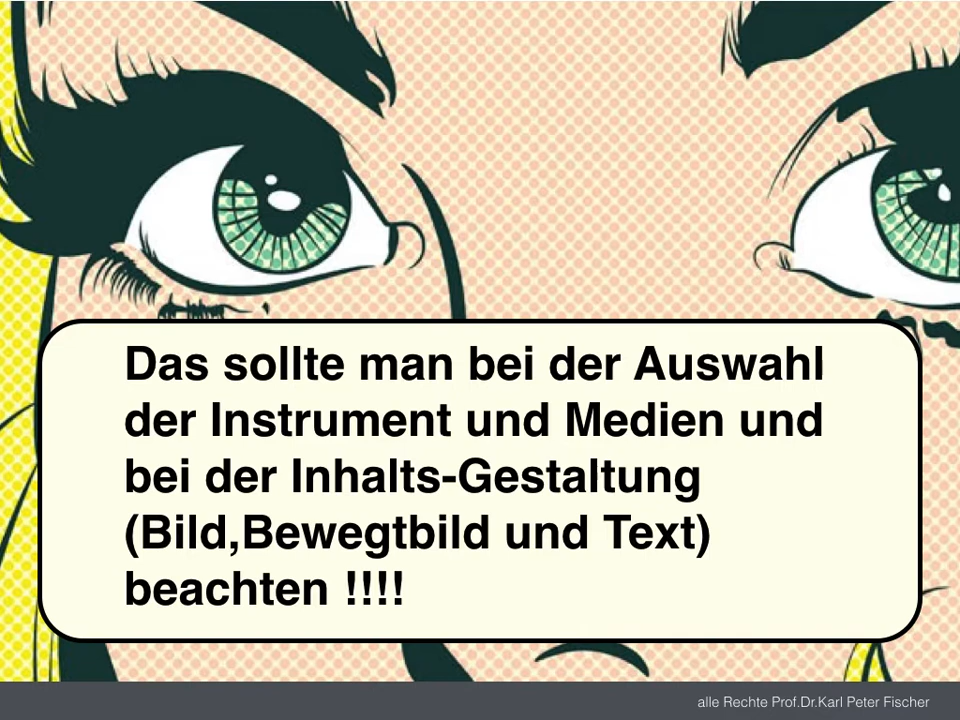 Das sollte man bei der Auswahl
der Instrument und Medien und
bei der Inhalts-Gestaltung
(Bild,Bewegtbild und Text)
beachten !!!!
alle Rechte Prof.Dr.Karl Peter Fischer